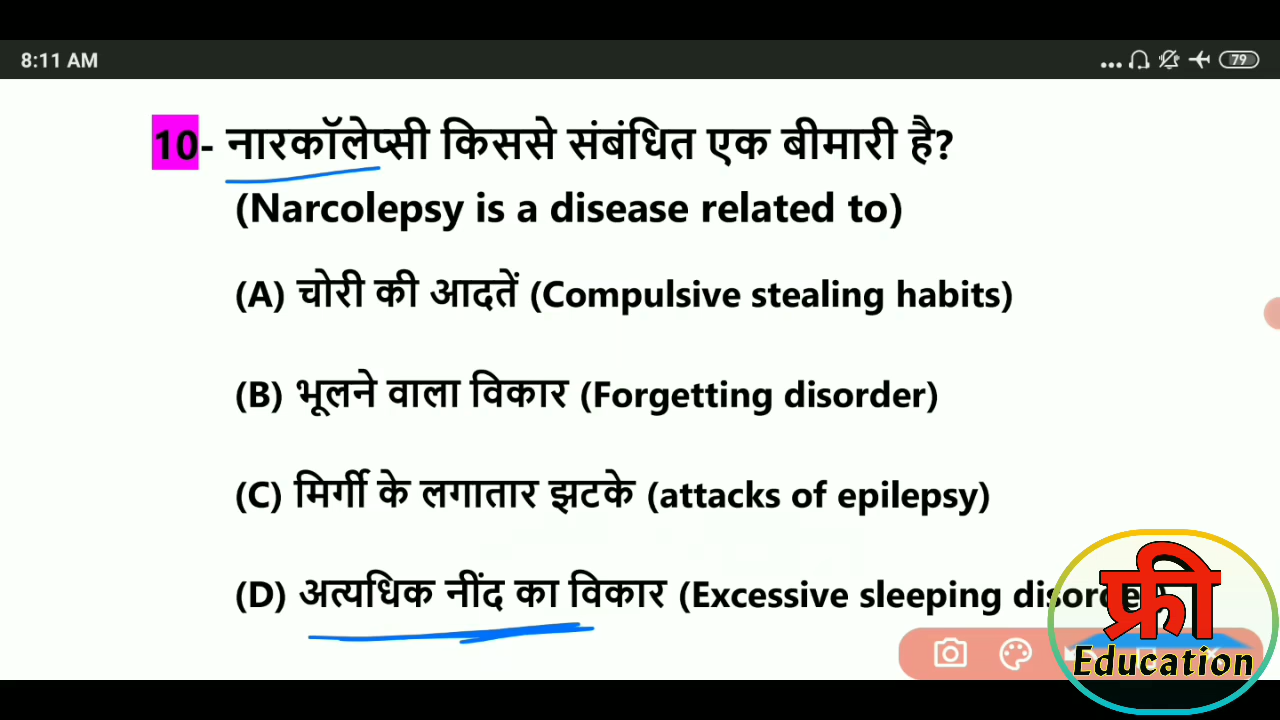 8:11 AM
79
10- नारकॉलेप्सी किससे संबंधित एक बीमारी है?
(Narcolepsy is a disease related to)
(A) चोरी की आदतें (Compulsive stealing habits)
(B) भूलने वाला विकार (Forgetting disorder)
(C) मिर्गी के लगातार झटके (attacks of epilepsy)
(D) अत्यधिक नींद का विकार (Excessive sleeping disorder)
फ्री
Education